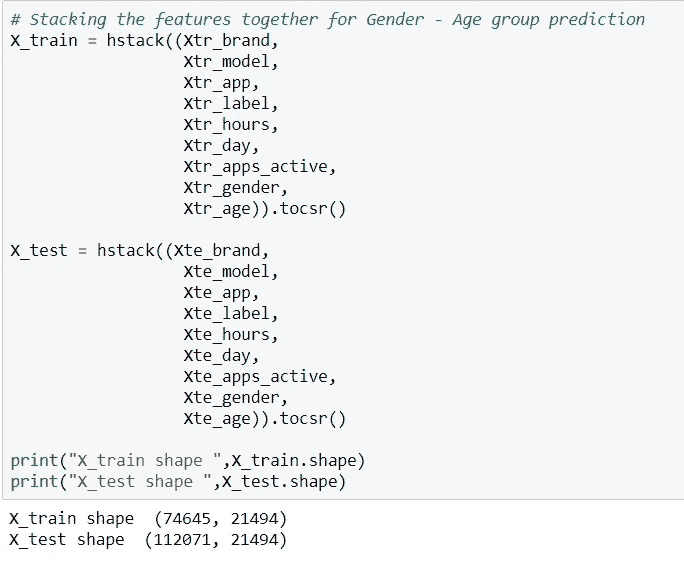 # Stacking the features together for Gender - Age group prediction
X_train = hstack((Xtr_brand,
                  Xtr_model,
                  Xtr_app,
                  Xtr_label,
                  Xtr_hours,
                  Xtr_day,
                  Xtr_apps_active,
                  Xtr_gender,
                  Xtr_age)).tocsr()

X_test = hstack((Xte_brand,
                  Xte_model,
                  Xte_app,
                  Xte_label,
                  Xte_hours,
                  Xte_day,
                  Xte_apps_active,
                  Xte_gender,
                  Xte_age)).tocsr()

print("X_train shape ",X_train.shape)
print("X_test shape ",X_test.shape)
X_train shape  (74645, 21494)
X_test shape  (112071, 21494)